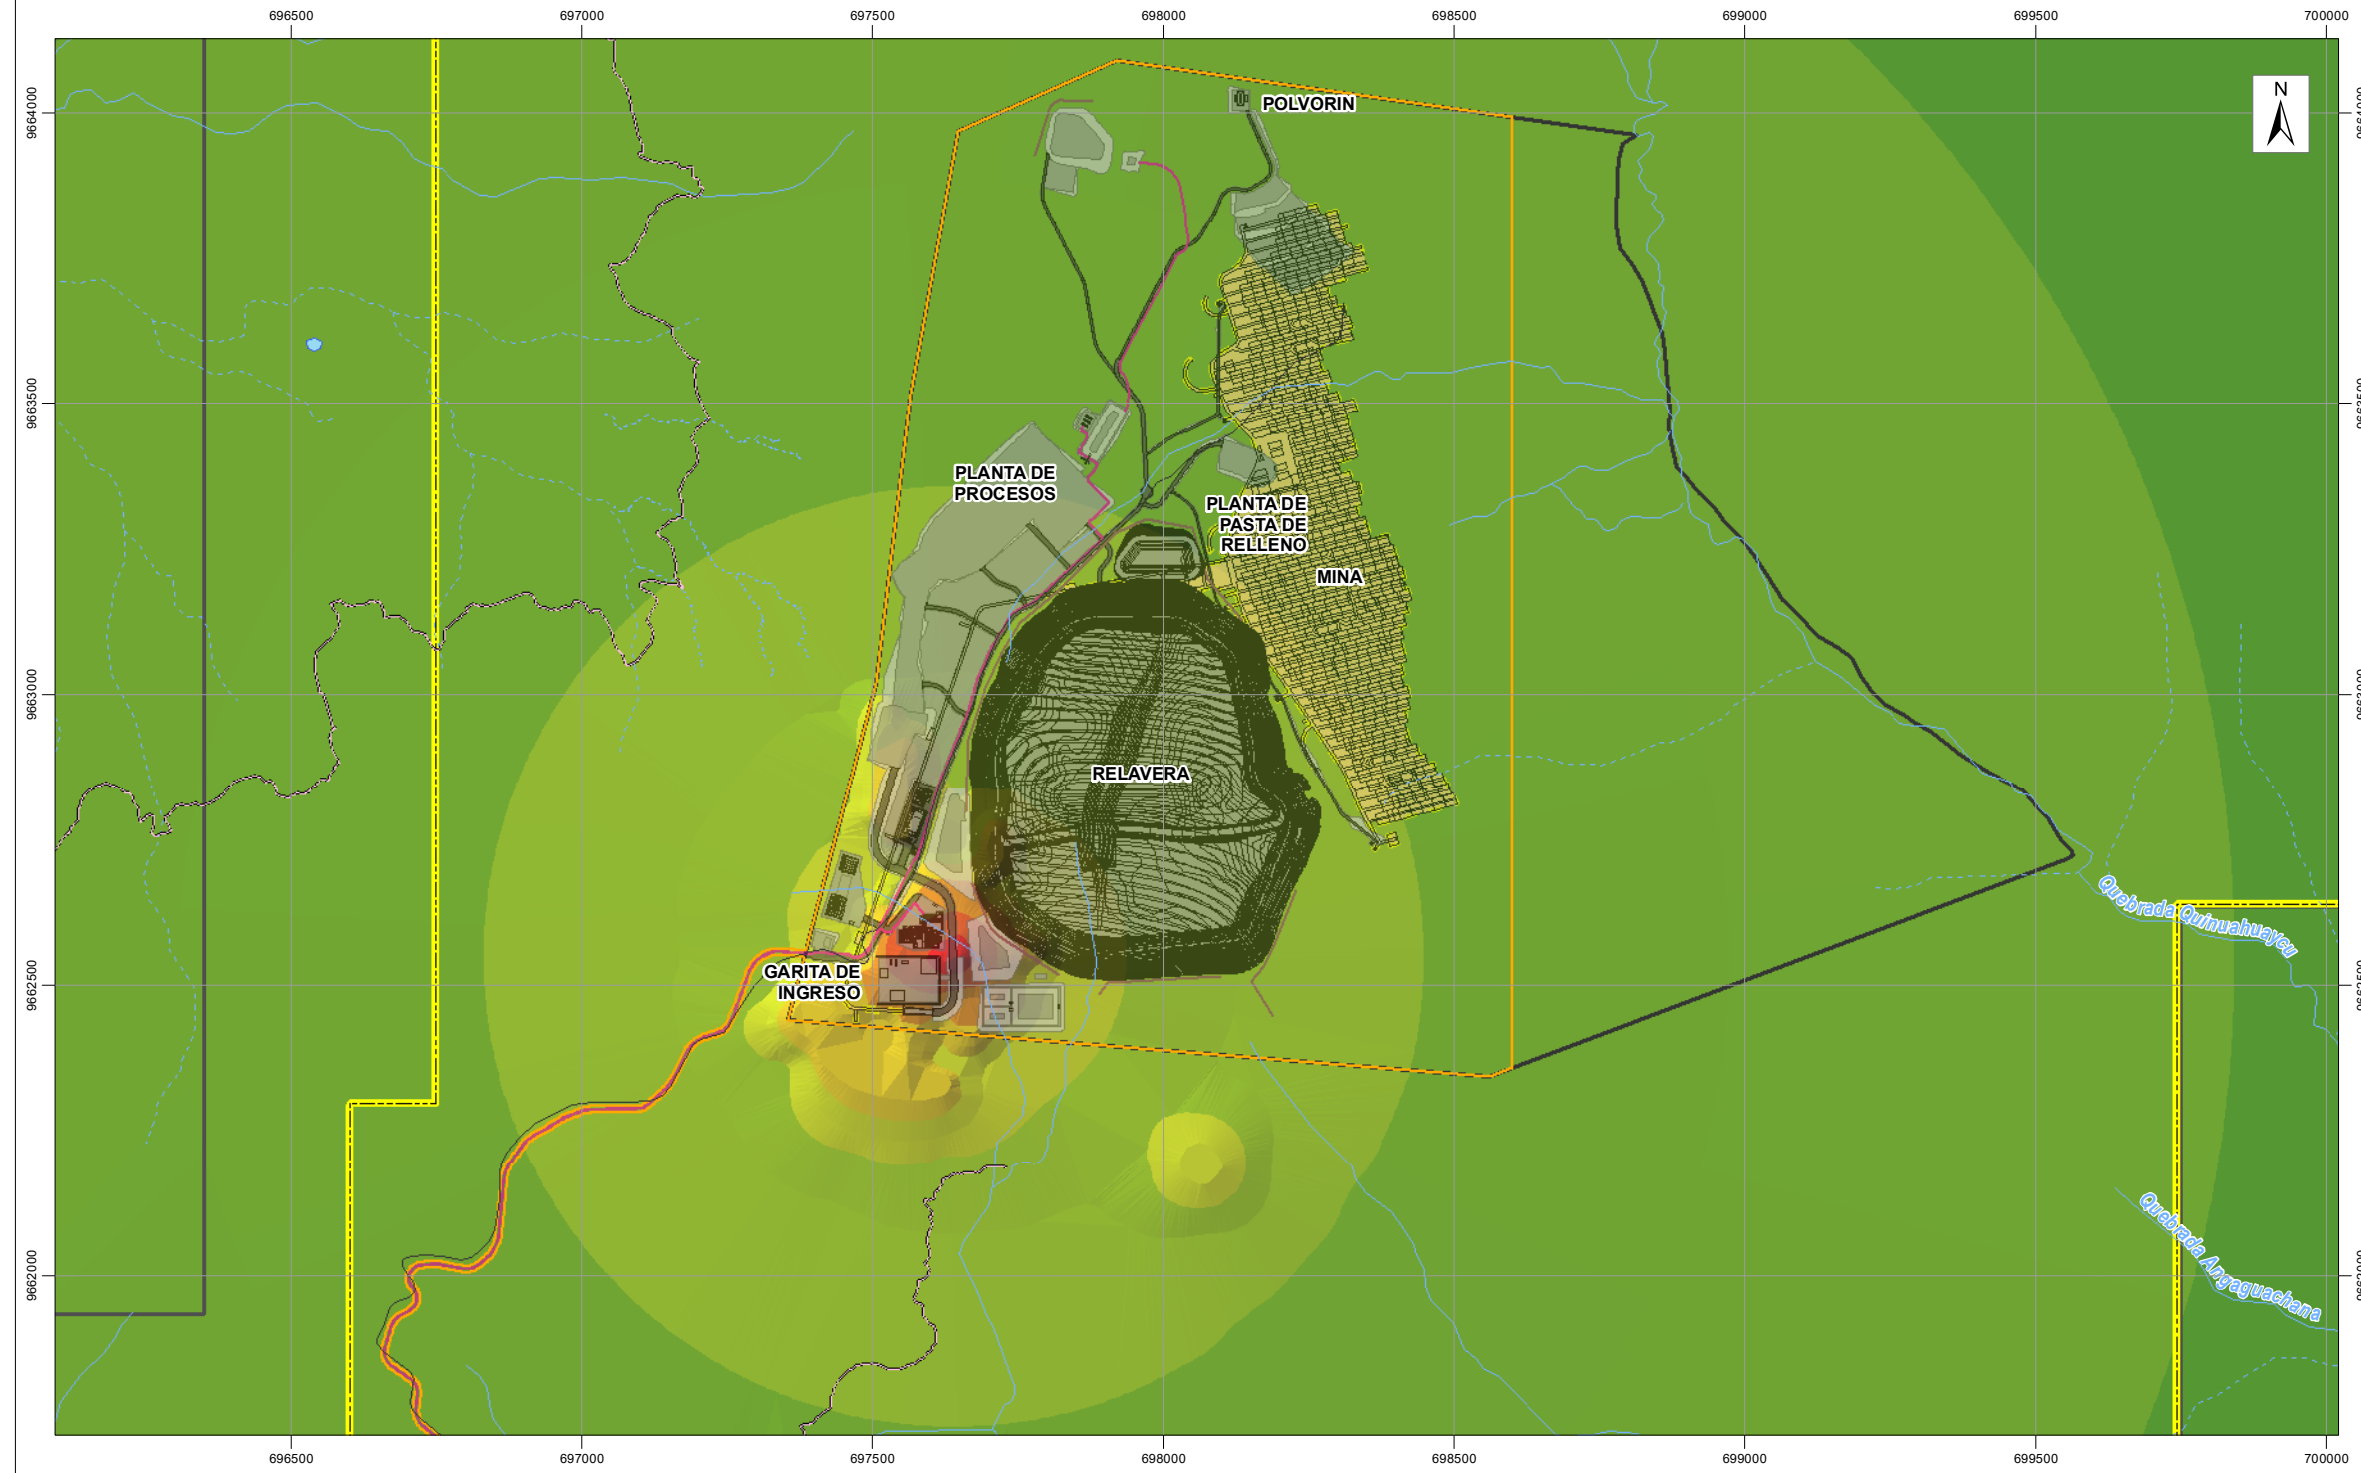 696500 697000 697500 698000 698500 699000 699500 700000
9664000
9663500
9663000
9662500
9662000
N
POLVORIN
PLANTA DE
PROCESOS
PLANTA DE
PASTA DE
RELLENO
MINA
RELAVERA
GARITA DE
INGRESO
Quebrada Quinuahuaycu
Quebrada Angaguachana
696500 697000 697500 698000 698500 699000 699500 700000